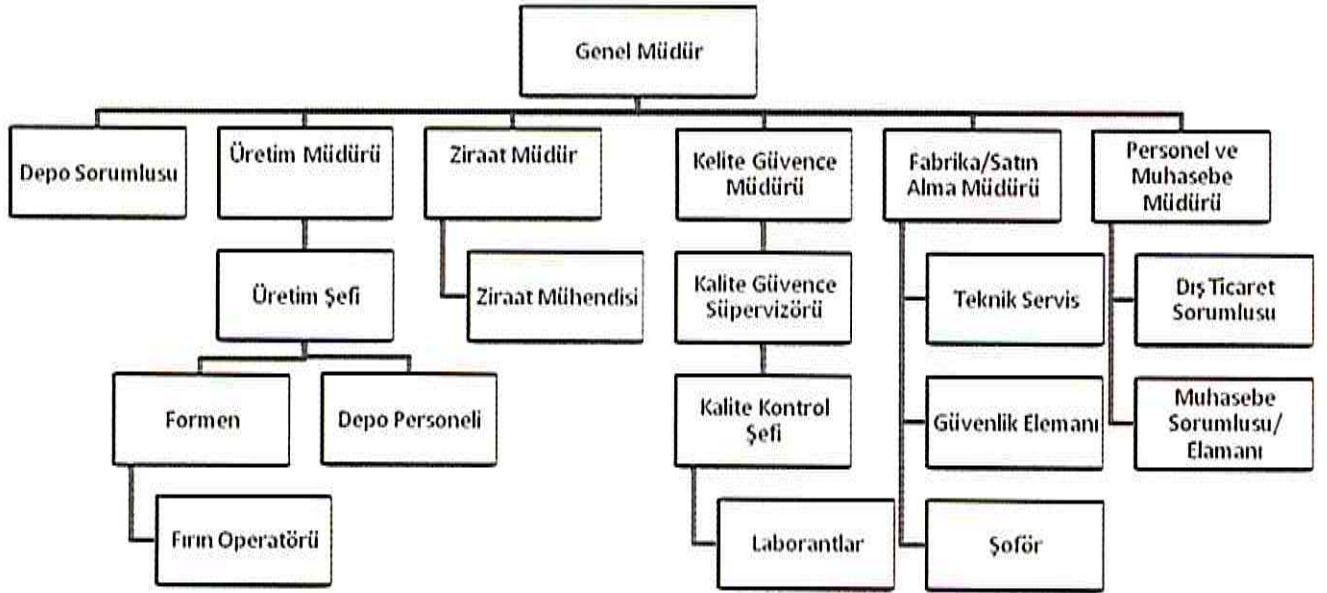 Genel Müdür
Depo Sorumlusu
Üretim Müdürü
Ziraat Müdür
Kelite Güvence
Müdürü
Fabrika/Satın
Alma Müdürü
Personel ve
Muhasebe
Müdürü
Üretim Şefi
Ziraat Mühendisi
Kalite Güvence
Süpervizörü
Teknik Servis
Dış Ticaret
Sorumlusu
Formen
Depo Personeli
Kalite Kontrol
Şefi
Güvenlik Elemanı
Muhasebe
Sorumlusu/
Elamanı
Fırın Operatörü
Laborantlar
Şoför